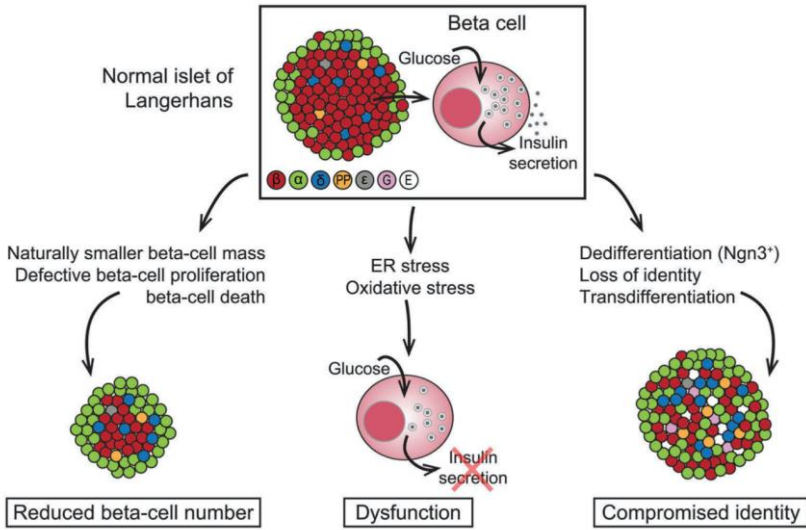 Beta cell
Glucose
Normal islet of
Langerhans
Insulin
secretion
β α δ PP ε G E
Naturally smaller beta-cell mass
Defective beta-cell proliferation
beta-cell death
ER stress
Oxidative stress
Dedifferentiation (Ngn3⁺)
Loss of identity
Transdifferentiation
Glucose
Insulin
secretion
Reduced beta-cell number
Dysfunction
Compromised identity